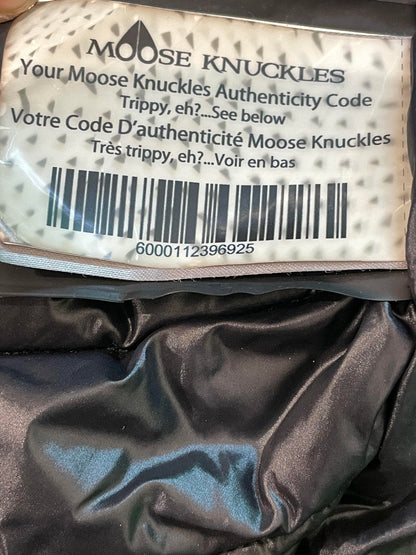 MOOSE KNUCKLES
Your Moose Knuckles Authenticity Code
Trippy, eh?...See below
Votre Code D'authenticité Moose Knuckles
Très trippy, eh?...Voir en bas
6000112396925